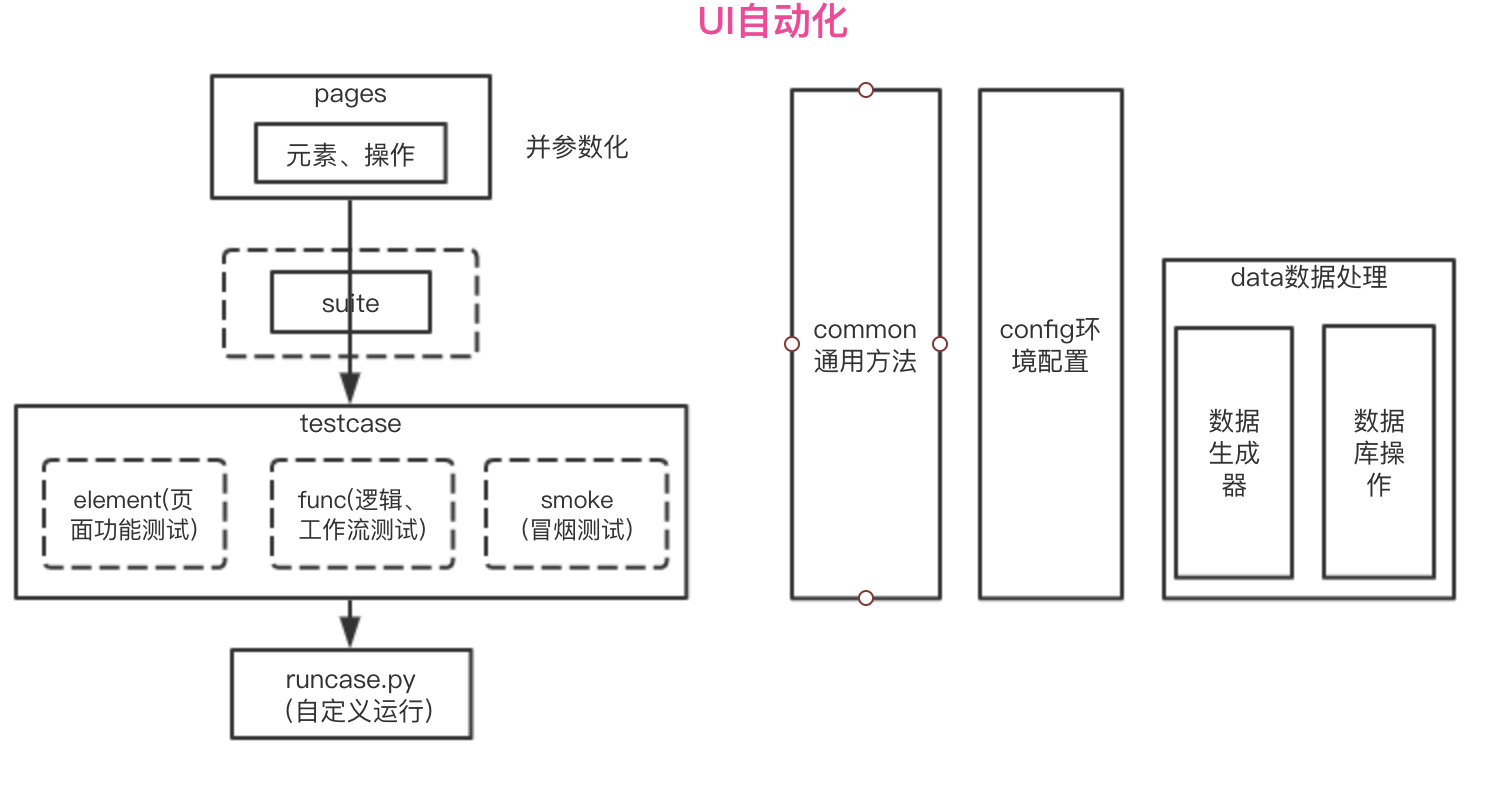 UI自动化
pages
元素、操作
并参数化
suite
testcase
element(页
面功能测试)
func(逻辑、
工作流测试)
smoke
(冒烟测试)
runcase.py
(自定义运行)
common
通用方法
config环
境配置
data数据处理
数据
生成
器
数据
库操
作